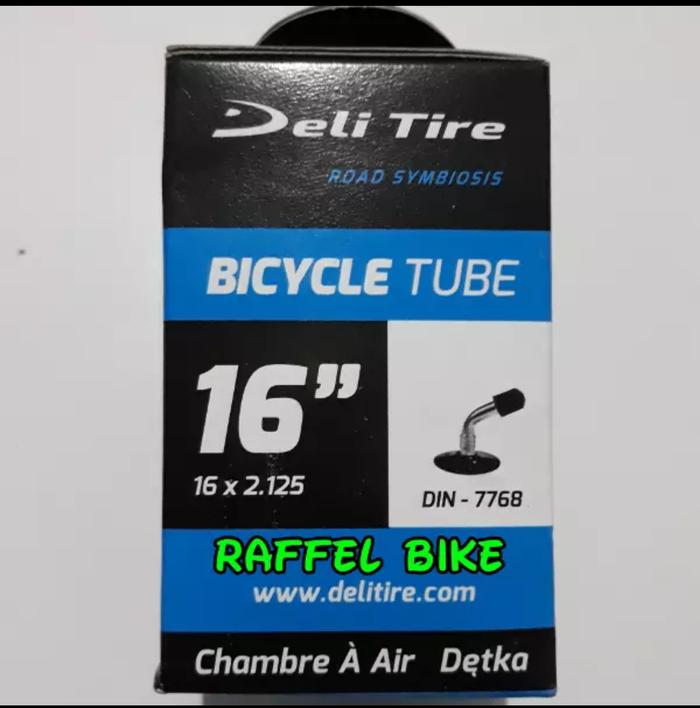 Deli Tire
ROAD SYMBIOSIS
BICYCLE TUBE
16”
16 x 2.125
DIN - 7768
RAFFEL BIKE
www.delitire.com
Chambre À Air Dętka